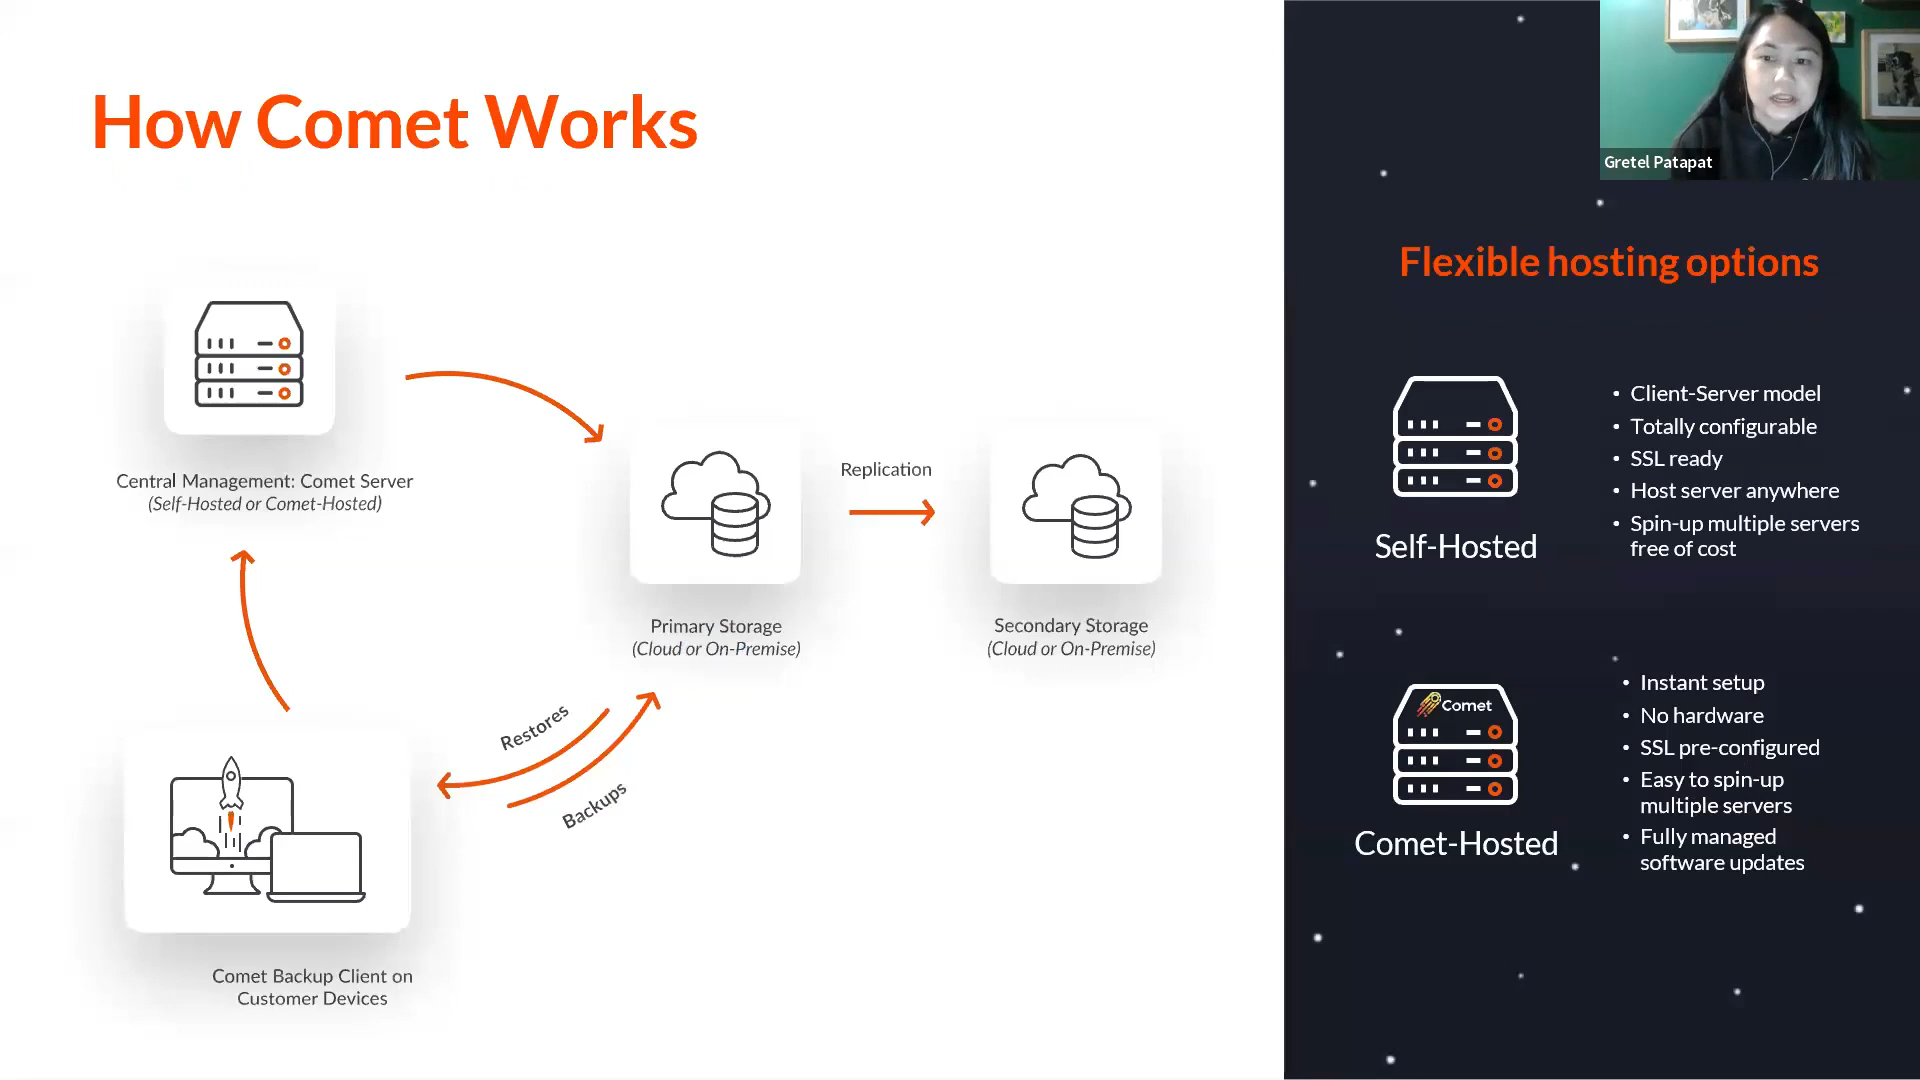 How Comet Works
Central Management: Comet Server
(Self-Hosted or Comet-Hosted)
Replication
Primary Storage
(Cloud or On-Premise)
Secondary Storage
(Cloud or On-Premise)
Restores
Backups
Comet Backup Client on
Customer Devices
Gretel Patapat
Flexible hosting options
Self-Hosted
• Client-Server model
• Totally configurable
• SSL ready
• Host server anywhere
• Spin-up multiple servers
free of cost
Comet
Comet-Hosted
• Instant setup
• No hardware
• SSL pre-configured
• Easy to spin-up
multiple servers
• Fully managed
software updates